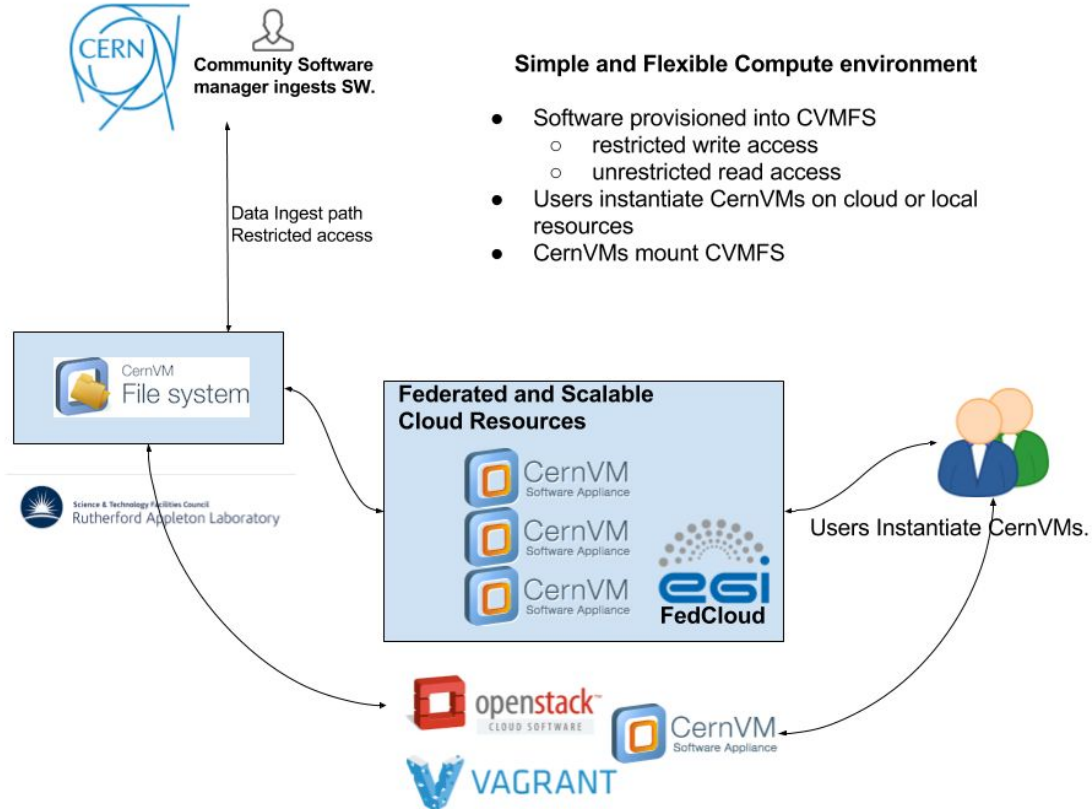 CERN
Community Software
manager ingests SW.
Simple and Flexible Compute environment
● Software provisioned into CVMFS
○ restricted write access
○ unrestricted read access
● Users instantiate CernVMs on cloud or local
resources
● CernVMs mount CVMFS
Data Ingest path
Restricted access
CernVM
File system
Science & Technology Facilities Council
Rutherford Appleton Laboratory
Federated and Scalable
Cloud Resources
CernVM
Software Appliance
CernVM
Software Appliance
CernVM
Software Appliance
egi
FedCloud
Users Instantiate CernVMs.
openstack™
CLOUD SOFTWARE
CernVM
Software Appliance
VAGRANT